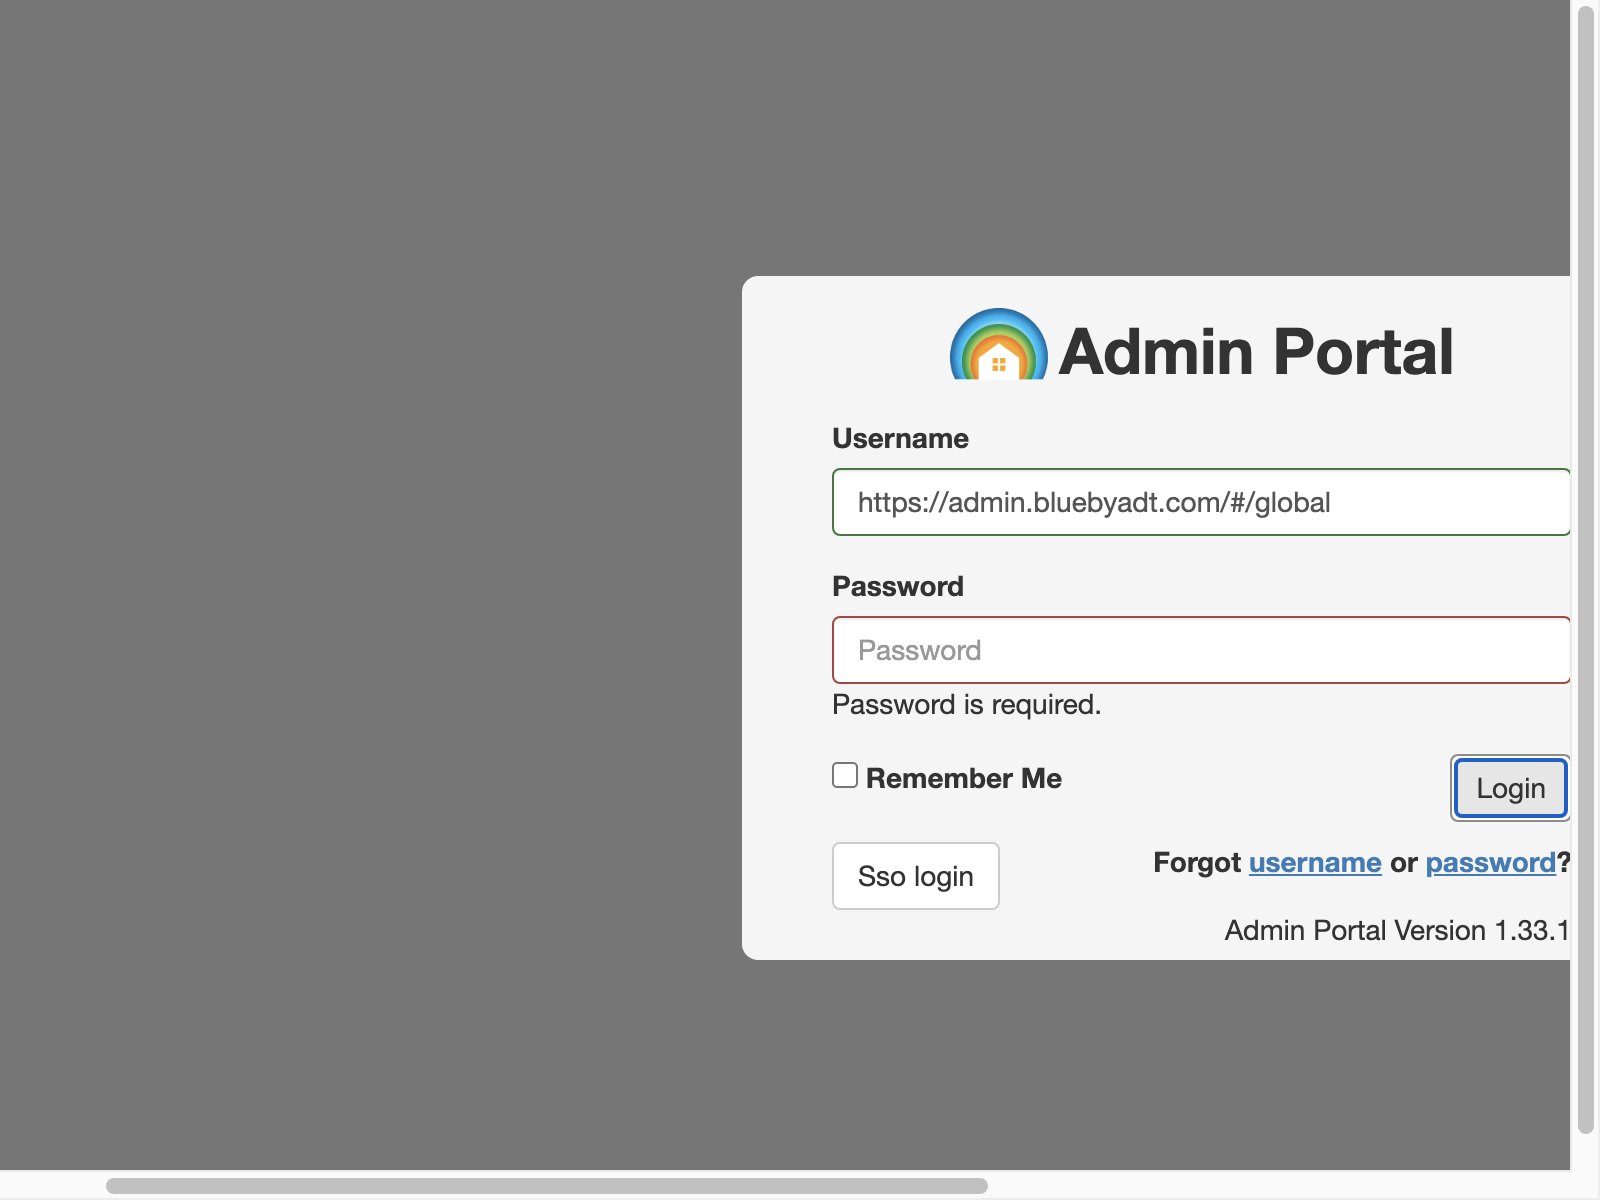 Admin Portal
Username
https://admin.bluebyadt.com/#/global
Password
Password
Password is required.
Remember Me
Login
Sso login
Forgot username or password?
Admin Portal Version 1.33.1